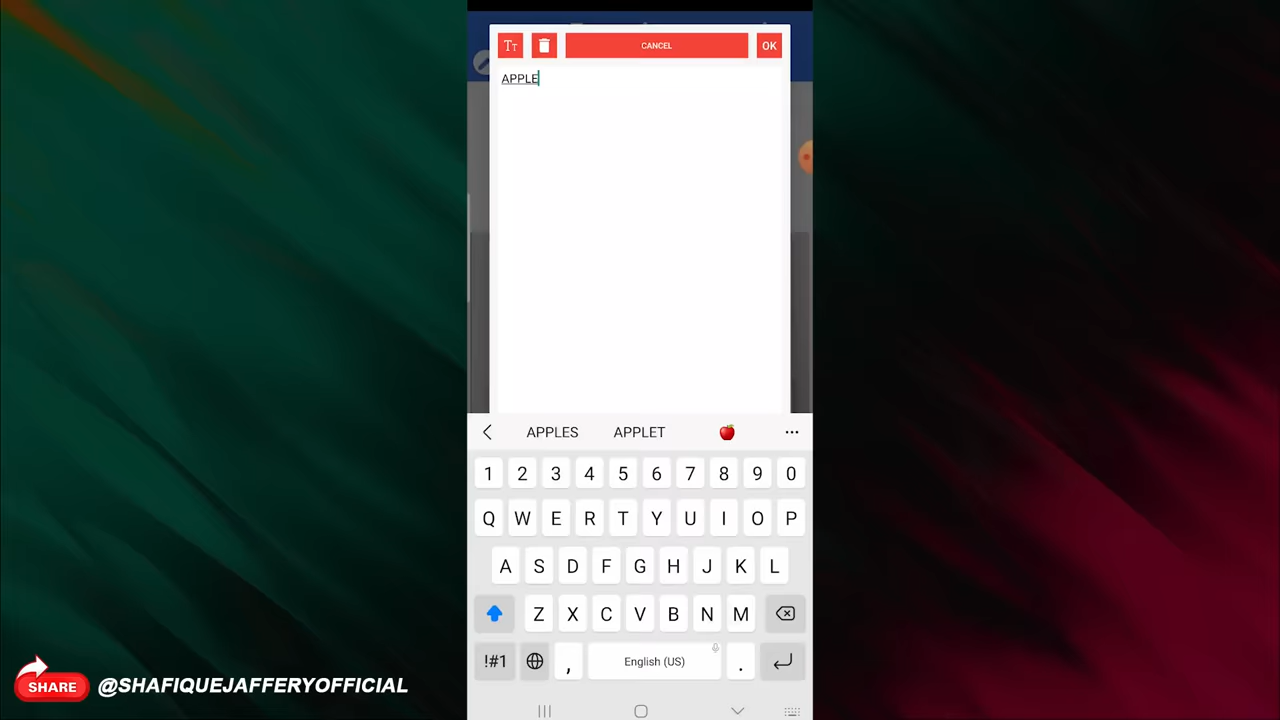 Tт
CANCEL
OK
APPLE
APPLES
APPLET
1 2 3 4 5 6 7 8 9 0
Q W E R T Y U I O P
A S D F G H J K L
Z X C V B N M
!#1
,
English (US)
.
SHARE
@SHAFIQUEJAFFERYOFFICIAL